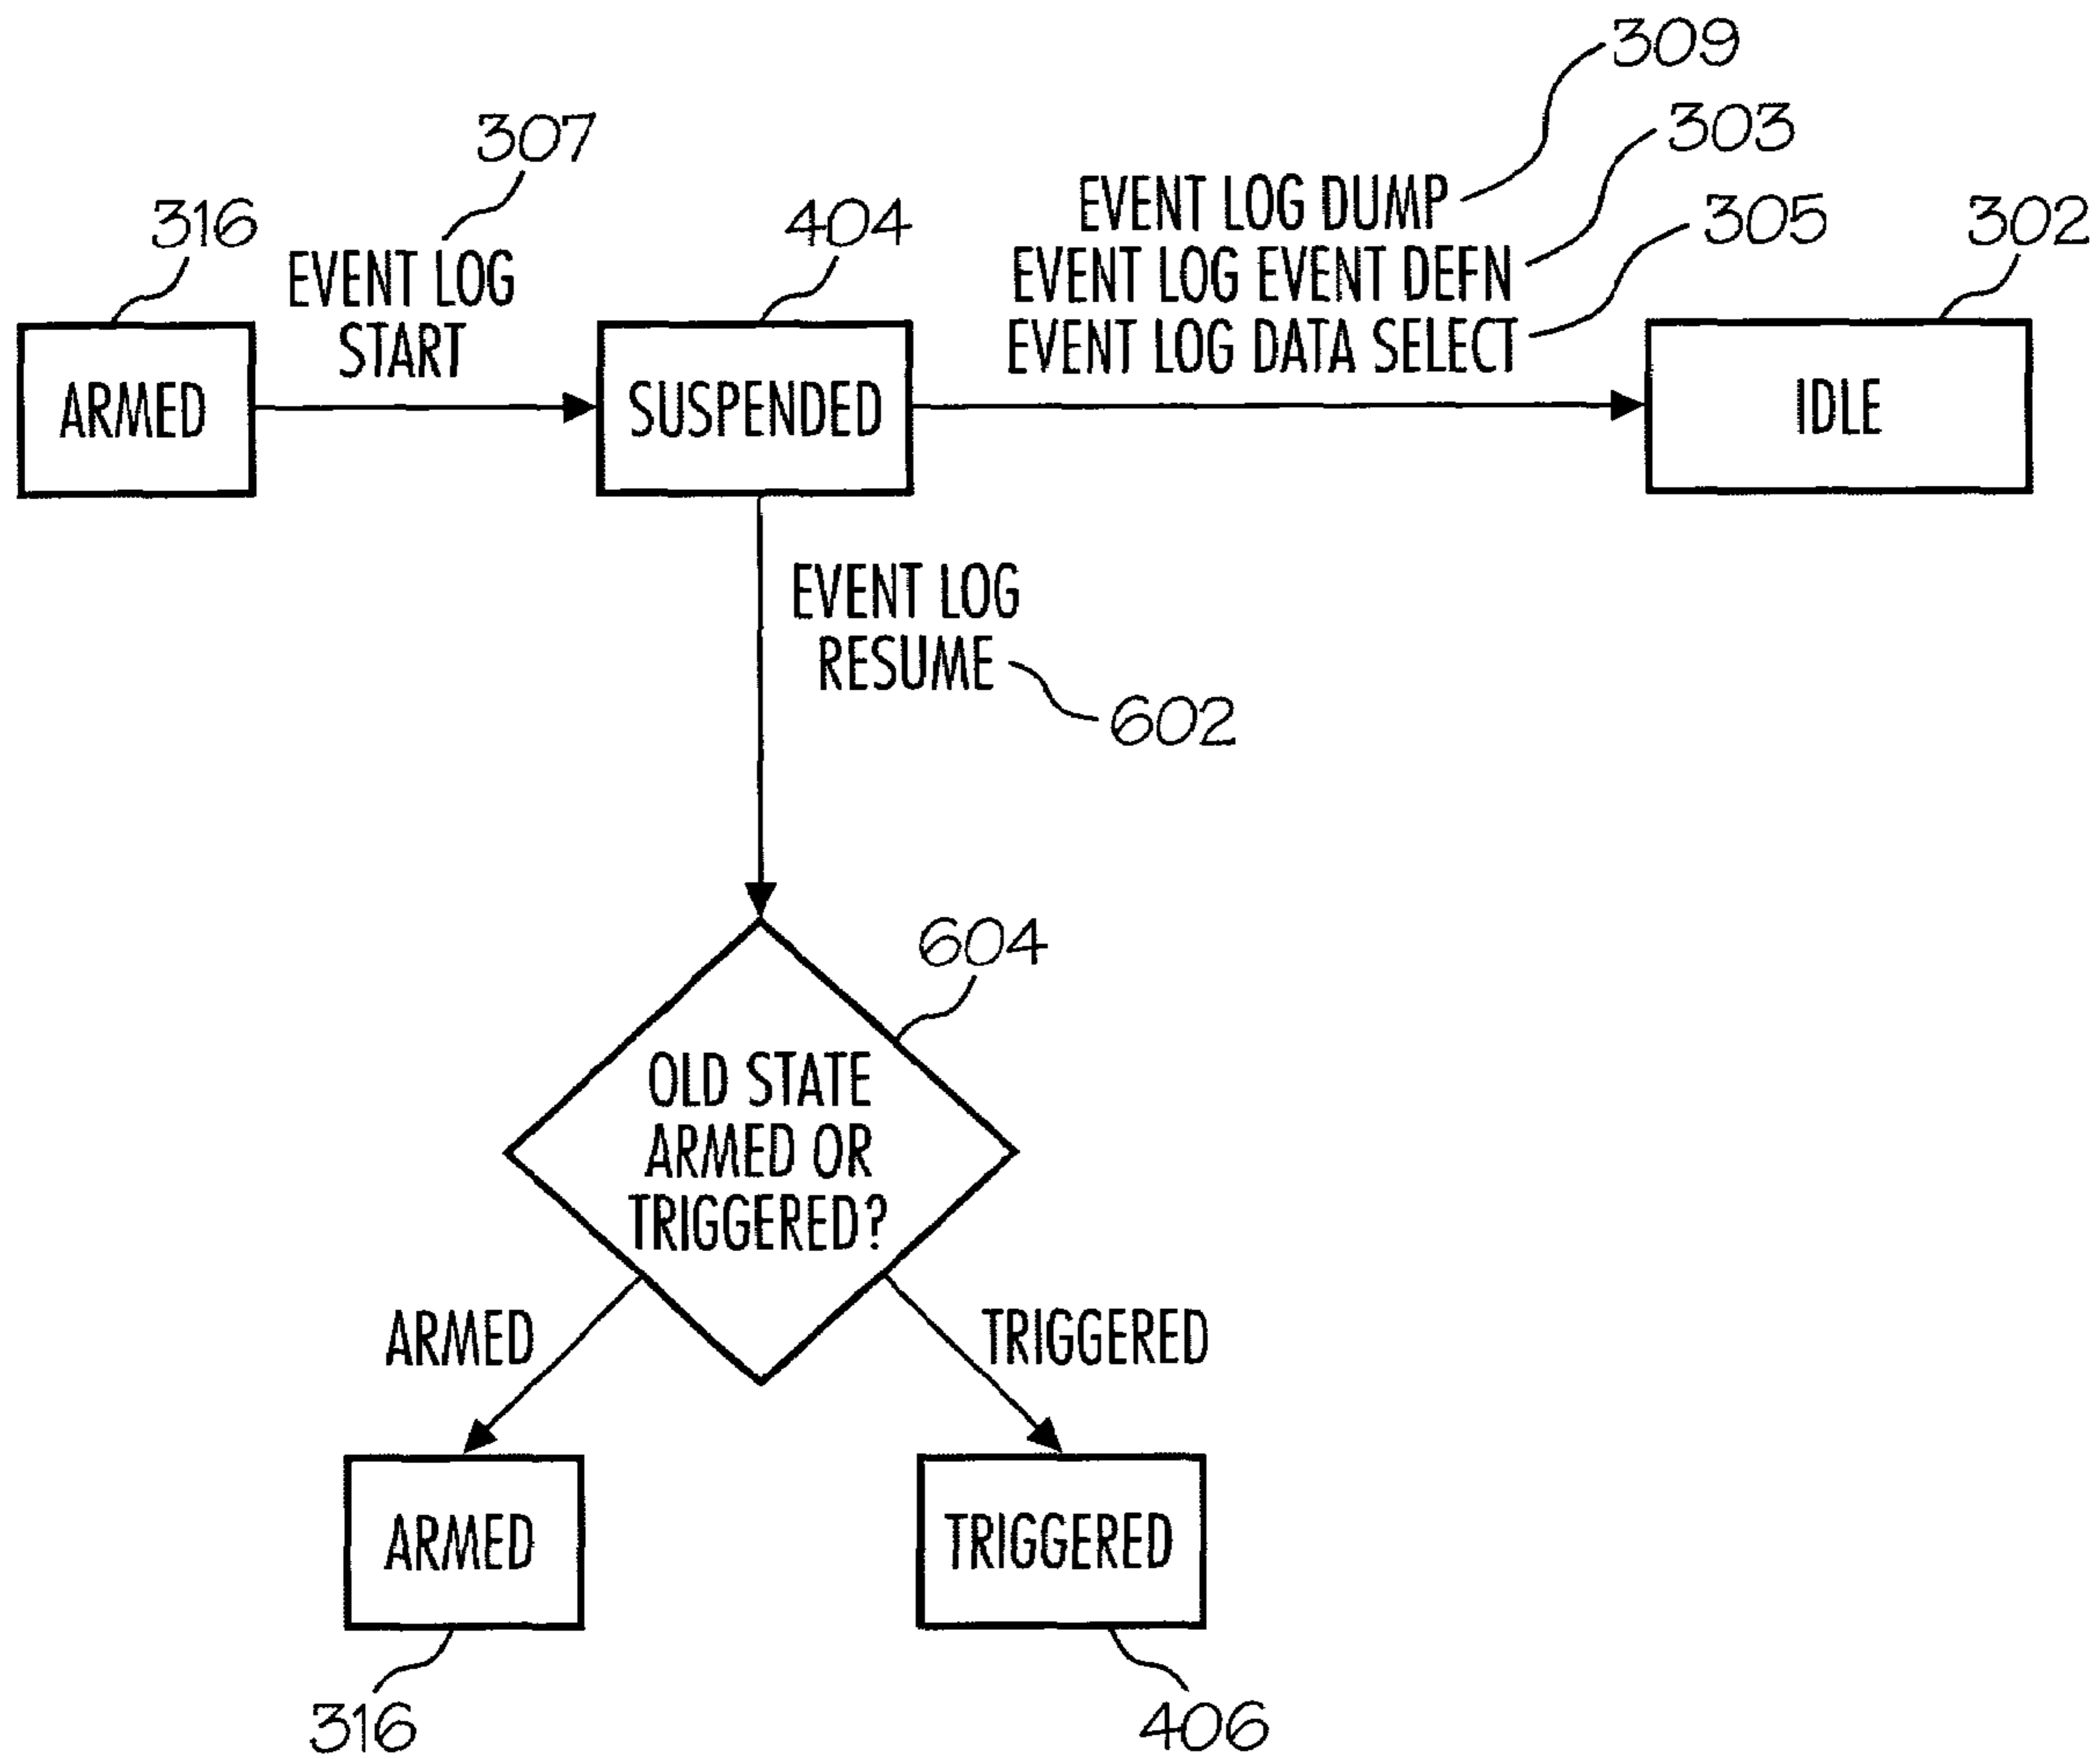 309
303
307
EVENT LOG DUMP
305
316
404
302
EVENT LOG
START
EVENT LOG EVENT DEFN
EVENT LOG DATA SELECT
ARMED
SUSPENDED
IDLE
EVENT LOG
RESUME
602
604
OLD STATE
ARMED OR
TRIGGERED?
ARMED
TRIGGERED
ARMED
TRIGGERED
316
406